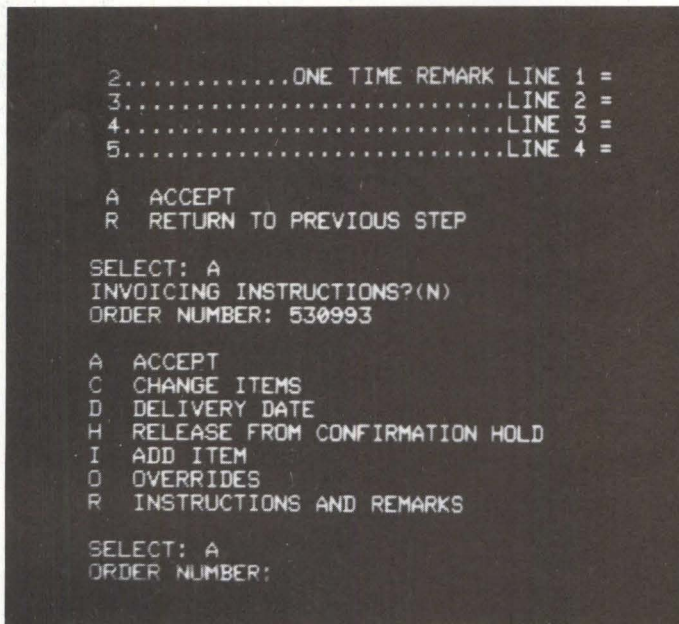 2.............ONE TIME REMARK LINE 1 =
3............................LINE 2 =
4............................LINE 3 =
5............................LINE 4 =
A ACCEPT
R RETURN TO PREVIOUS STEP
SELECT: A
INVOICING INSTRUCTIONS?(N)
ORDER NUMBER: 530993
A ACCEPT
C CHANGE ITEMS
D DELIVERY DATE
H RELEASE FROM CONFIRMATION HOLD
I ADD ITEM
O OVERRIDES
R INSTRUCTIONS AND REMARKS
SELECT: A
ORDER NUMBER: